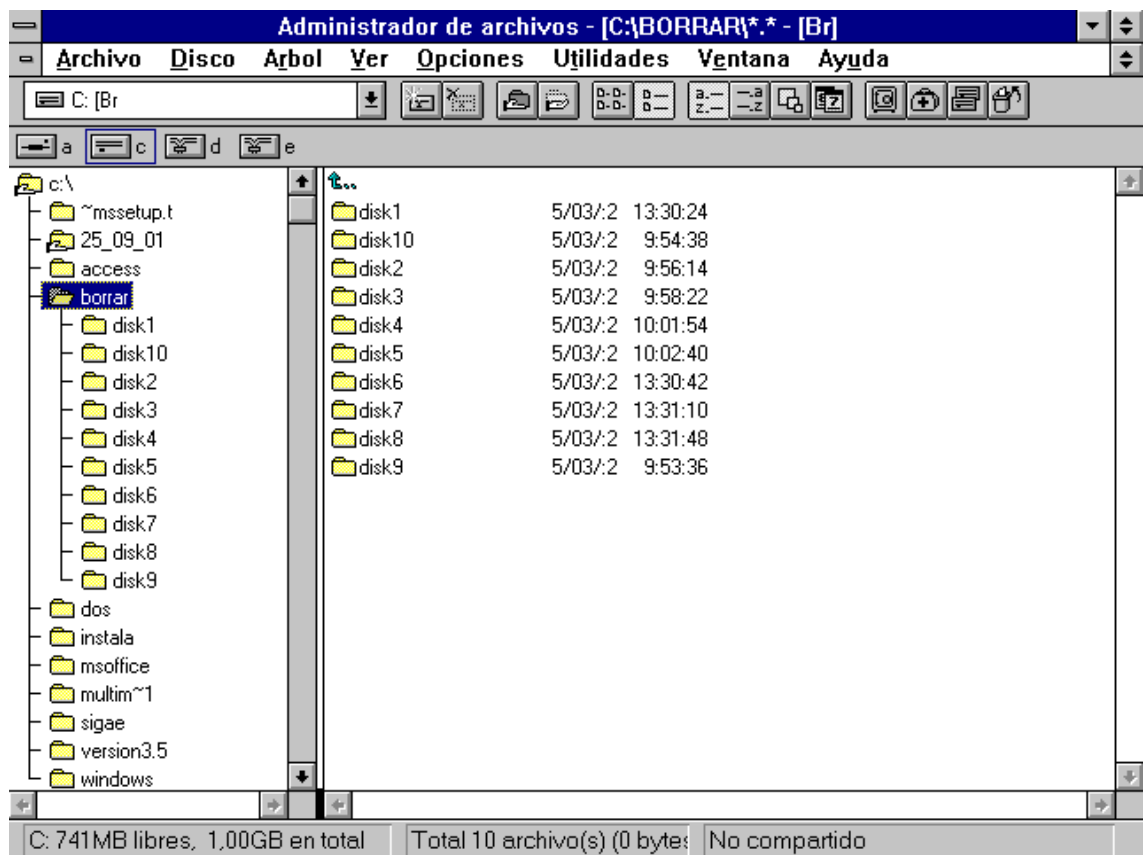 Administrador de archivos - [C:\BORRAR\*.* - [Br]
Archivo Disco Arbol Ver Opciones Utilidades Ventana Ayuda
C: [Br
a c d e
c:\
~mssetup.t
25_09_01
access
borrar
disk1
disk10
disk2
disk3
disk4
disk5
disk6
disk7
disk8
disk9
dos
instala
msoffice
multim~1
sigae
version3.5
windows
..
disk1 5/03/:2 13:30:24
disk10 5/03/:2 9:54:38
disk2 5/03/:2 9:56:14
disk3 5/03/:2 9:58:22
disk4 5/03/:2 10:01:54
disk5 5/03/:2 10:02:40
disk6 5/03/:2 13:30:42
disk7 5/03/:2 13:31:10
disk8 5/03/:2 13:31:48
disk9 5/03/:2 9:53:36
C: 741MB libres, 1,00GB en total Total 10 archivo(s) (0 bytes No compartido